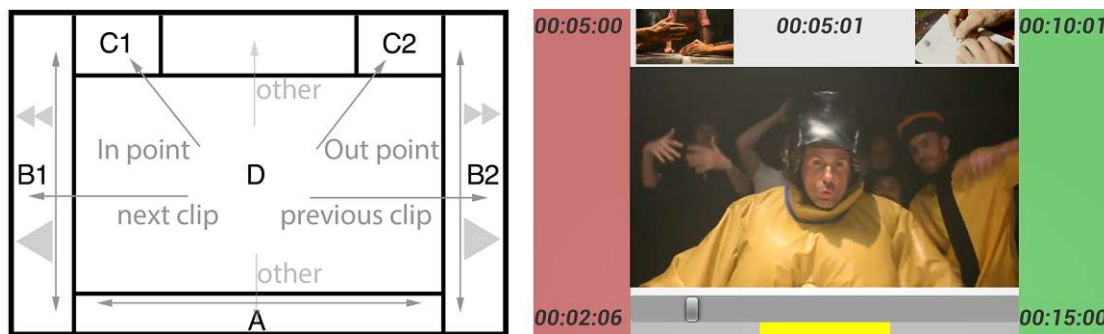 C1 C2
other
In point Out point
B1 D B2
next clip previous clip
other
A
00:05:00 00:05:01 00:10:01
00:02:06 00:15:00